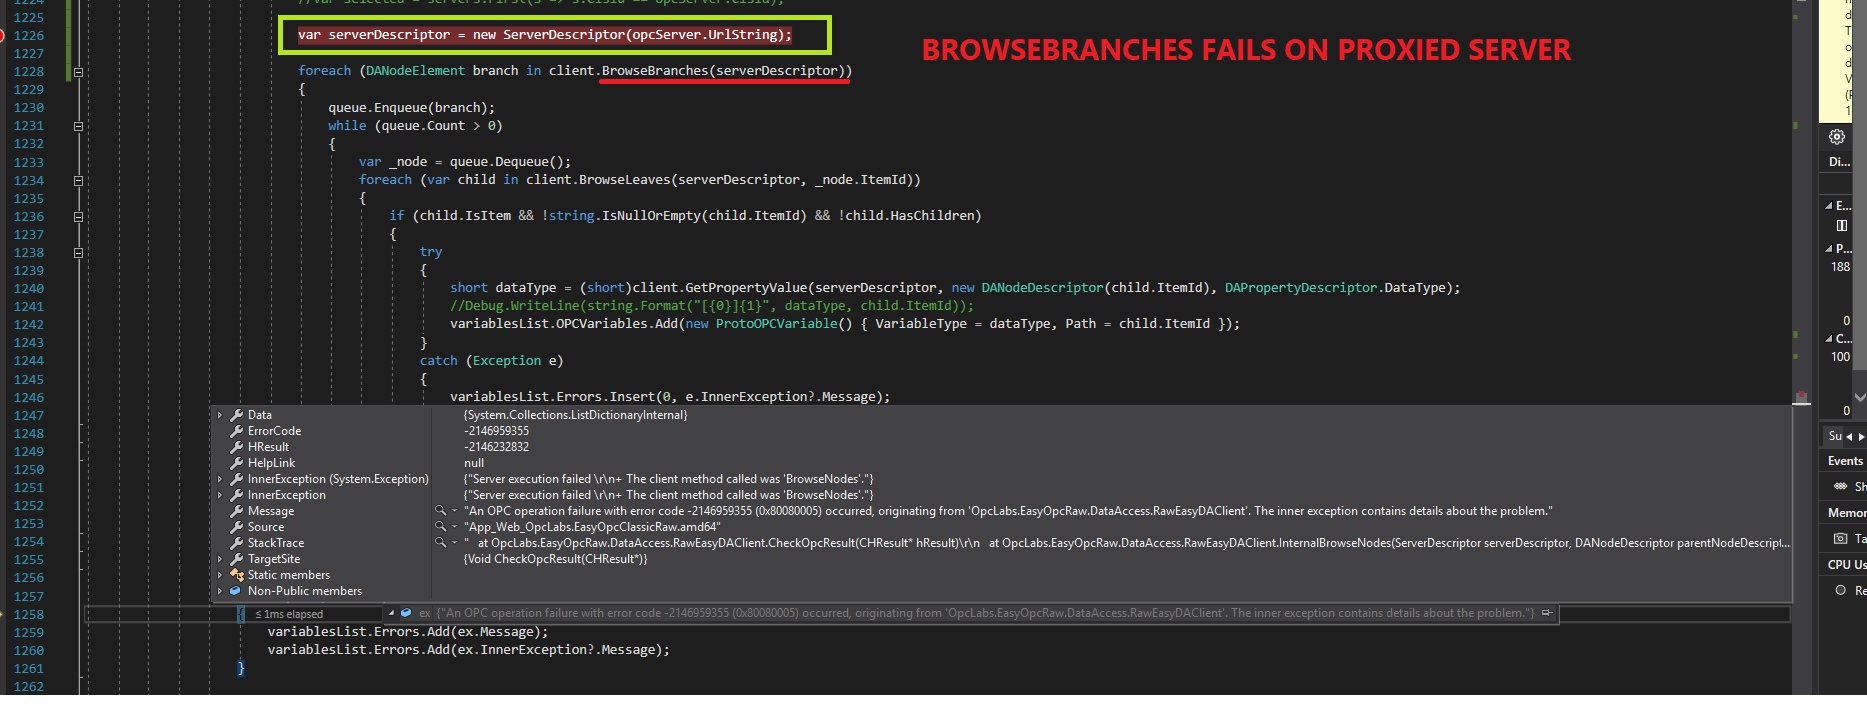 1224 //var selected = servers.First(s => s.ClsId == opcServer.ClsId);
1225
1226 var serverDescriptor = new ServerDescriptor(opcServer.UrlString);
BROWSEBRANCHES FAILS ON PROXIED SERVER
1227
1228 foreach (DANodeElement branch in client.BrowseBranches(serverDescriptor))
1229 {
1230 queue.Enqueue(branch);
1231 while (queue.Count > 0)
1232 {
1233 var _node = queue.Dequeue();
1234 foreach (var child in client.BrowseLeaves(serverDescriptor, _node.ItemId))
1235 {
1236 if (child.IsItem && !string.IsNullOrEmpty(child.ItemId) && !child.HasChildren)
1237 {
1238 try
1239 {
1240 short dataType = (short)client.GetPropertyValue(serverDescriptor, new DANodeDescriptor(child.ItemId), DAPropertyDescriptor.DataType);
1241 //Debug.WriteLine(string.Format("[{0}]{1}", dataType, child.ItemId));
1242 variablesList.OPCVariables.Add(new ProtoOPCVariable() { VariableType = dataType, Path = child.ItemId });
1243 }
1244 catch (Exception e)
1245 {
1246 variablesList.Errors.Insert(0, e.InnerException?.Message);
1247 Data {System.Collections.ListDictionaryInternal}
1248 ErrorCode -2146959355
1249 HResult -2146232832
HelpLink null
1250 InnerException (System.Exception) {"Server execution failed \r\n+ The client method called was 'BrowseNodes'."}
1251 InnerException {"Server execution failed \r\n+ The client method called was 'BrowseNodes'."}
1252 Message "An OPC operation failure with error code -2146959355 (0x80080005) occurred, originating from 'OpcLabs.EasyOpcRaw.DataAccess.RawEasyDAClient'. The inner exception contains details about the problem."
1253 Source "App_Web_OpcLabs.EasyOpcClassicRaw.amd64"
1254 StackTrace " at OpcLabs.EasyOpcRaw.DataAccess.RawEasyDAClient.CheckOpcResult(CHResult* hResult)\r\n at OpcLabs.EasyOpcRaw.DataAccess.RawEasyDAClient.InternalBrowseNodes(ServerDescriptor serverDescriptor, DANodeDescriptor parentNodeDescript...
1255 TargetSite {Void CheckOpcResult(CHResult*)}
1256 Static members
1257 Non-Public members
1258 { ≤ 1ms elapsed ex {"An OPC operation failure with error code -2146959355 (0x80080005) occurred, originating from 'OpcLabs.EasyOpcRaw.DataAccess.RawEasyDAClient'. The inner exception contains details about the problem."}
1259 variablesList.Errors.Add(ex.Message);
1260 variablesList.Errors.Add(ex.InnerException?.Message);
1261 }
1262
d
T
o
d
V
(F
1
Di...
E...
P...
188
0
C...
100
0
Su
Events
Sh
Memor
Ta
CPU Us
Re